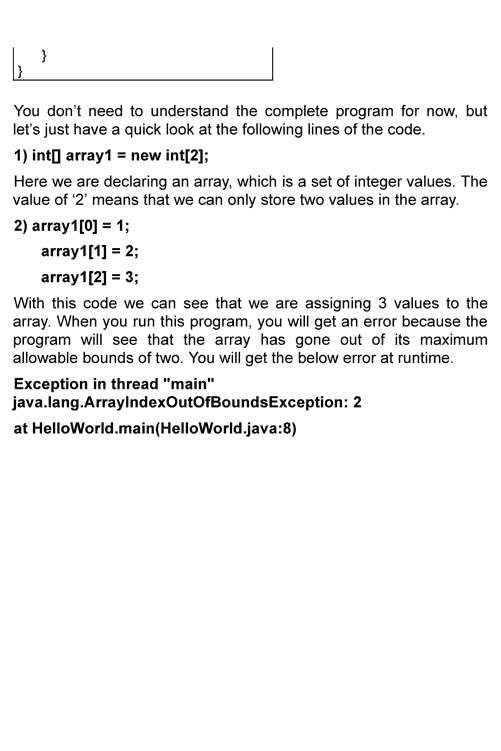 }
}
You don’t need to understand the complete program for now, but
let’s just have a quick look at the following lines of the code.
1) int[] array1 = new int[2];
Here we are declaring an array, which is a set of integer values. The
value of ‘2’ means that we can only store two values in the array.
2) array1[0] = 1;
array1[1] = 2;
array1[2] = 3;
With this code we can see that we are assigning 3 values to the
array. When you run this program, you will get an error because the
program will see that the array has gone out of its maximum
allowable bounds of two. You will get the below error at runtime.
Exception in thread "main"
java.lang.ArrayIndexOutOfBoundsException: 2
at HelloWorld.main(HelloWorld.java:8)